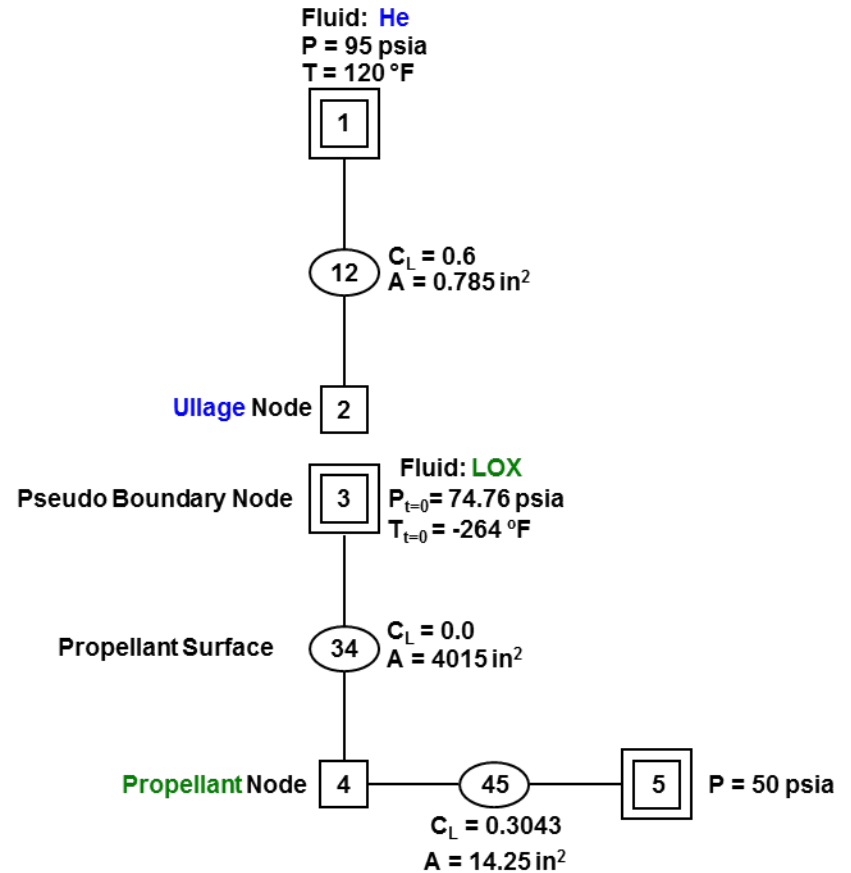 Fluid: He
P = 95 psia
T = 120 °F
1
12
C_L = 0.6
A = 0.785 in²
Ullage Node
2
Fluid: LOX
Pseudo Boundary Node
3
P_t=0= 74.76 psia
T_t=0 = -264 °F
Propellant Surface
34
C_L = 0.0
A = 4015 in²
Propellant Node
4
45
5
P = 50 psia
C_L = 0.3043
A = 14.25 in²